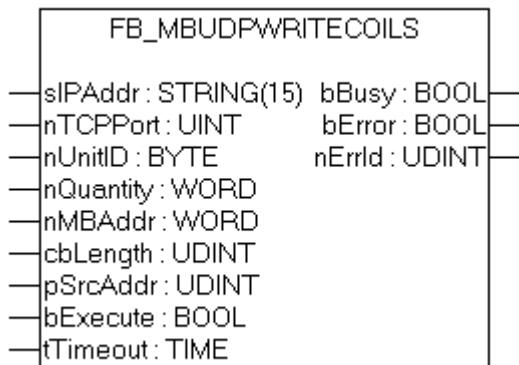 FB_MBUDPWRITECOILS
sIPAddr : STRING(15) bBusy : BOOL
nTCPPort : UINT bError : BOOL
nUnitID : BYTE nErrId : UDINT
nQuantity : WORD
nMBAddr : WORD
cbLength : UDINT
pSrcAddr : UDINT
bExecute : BOOL
tTimeout : TIME